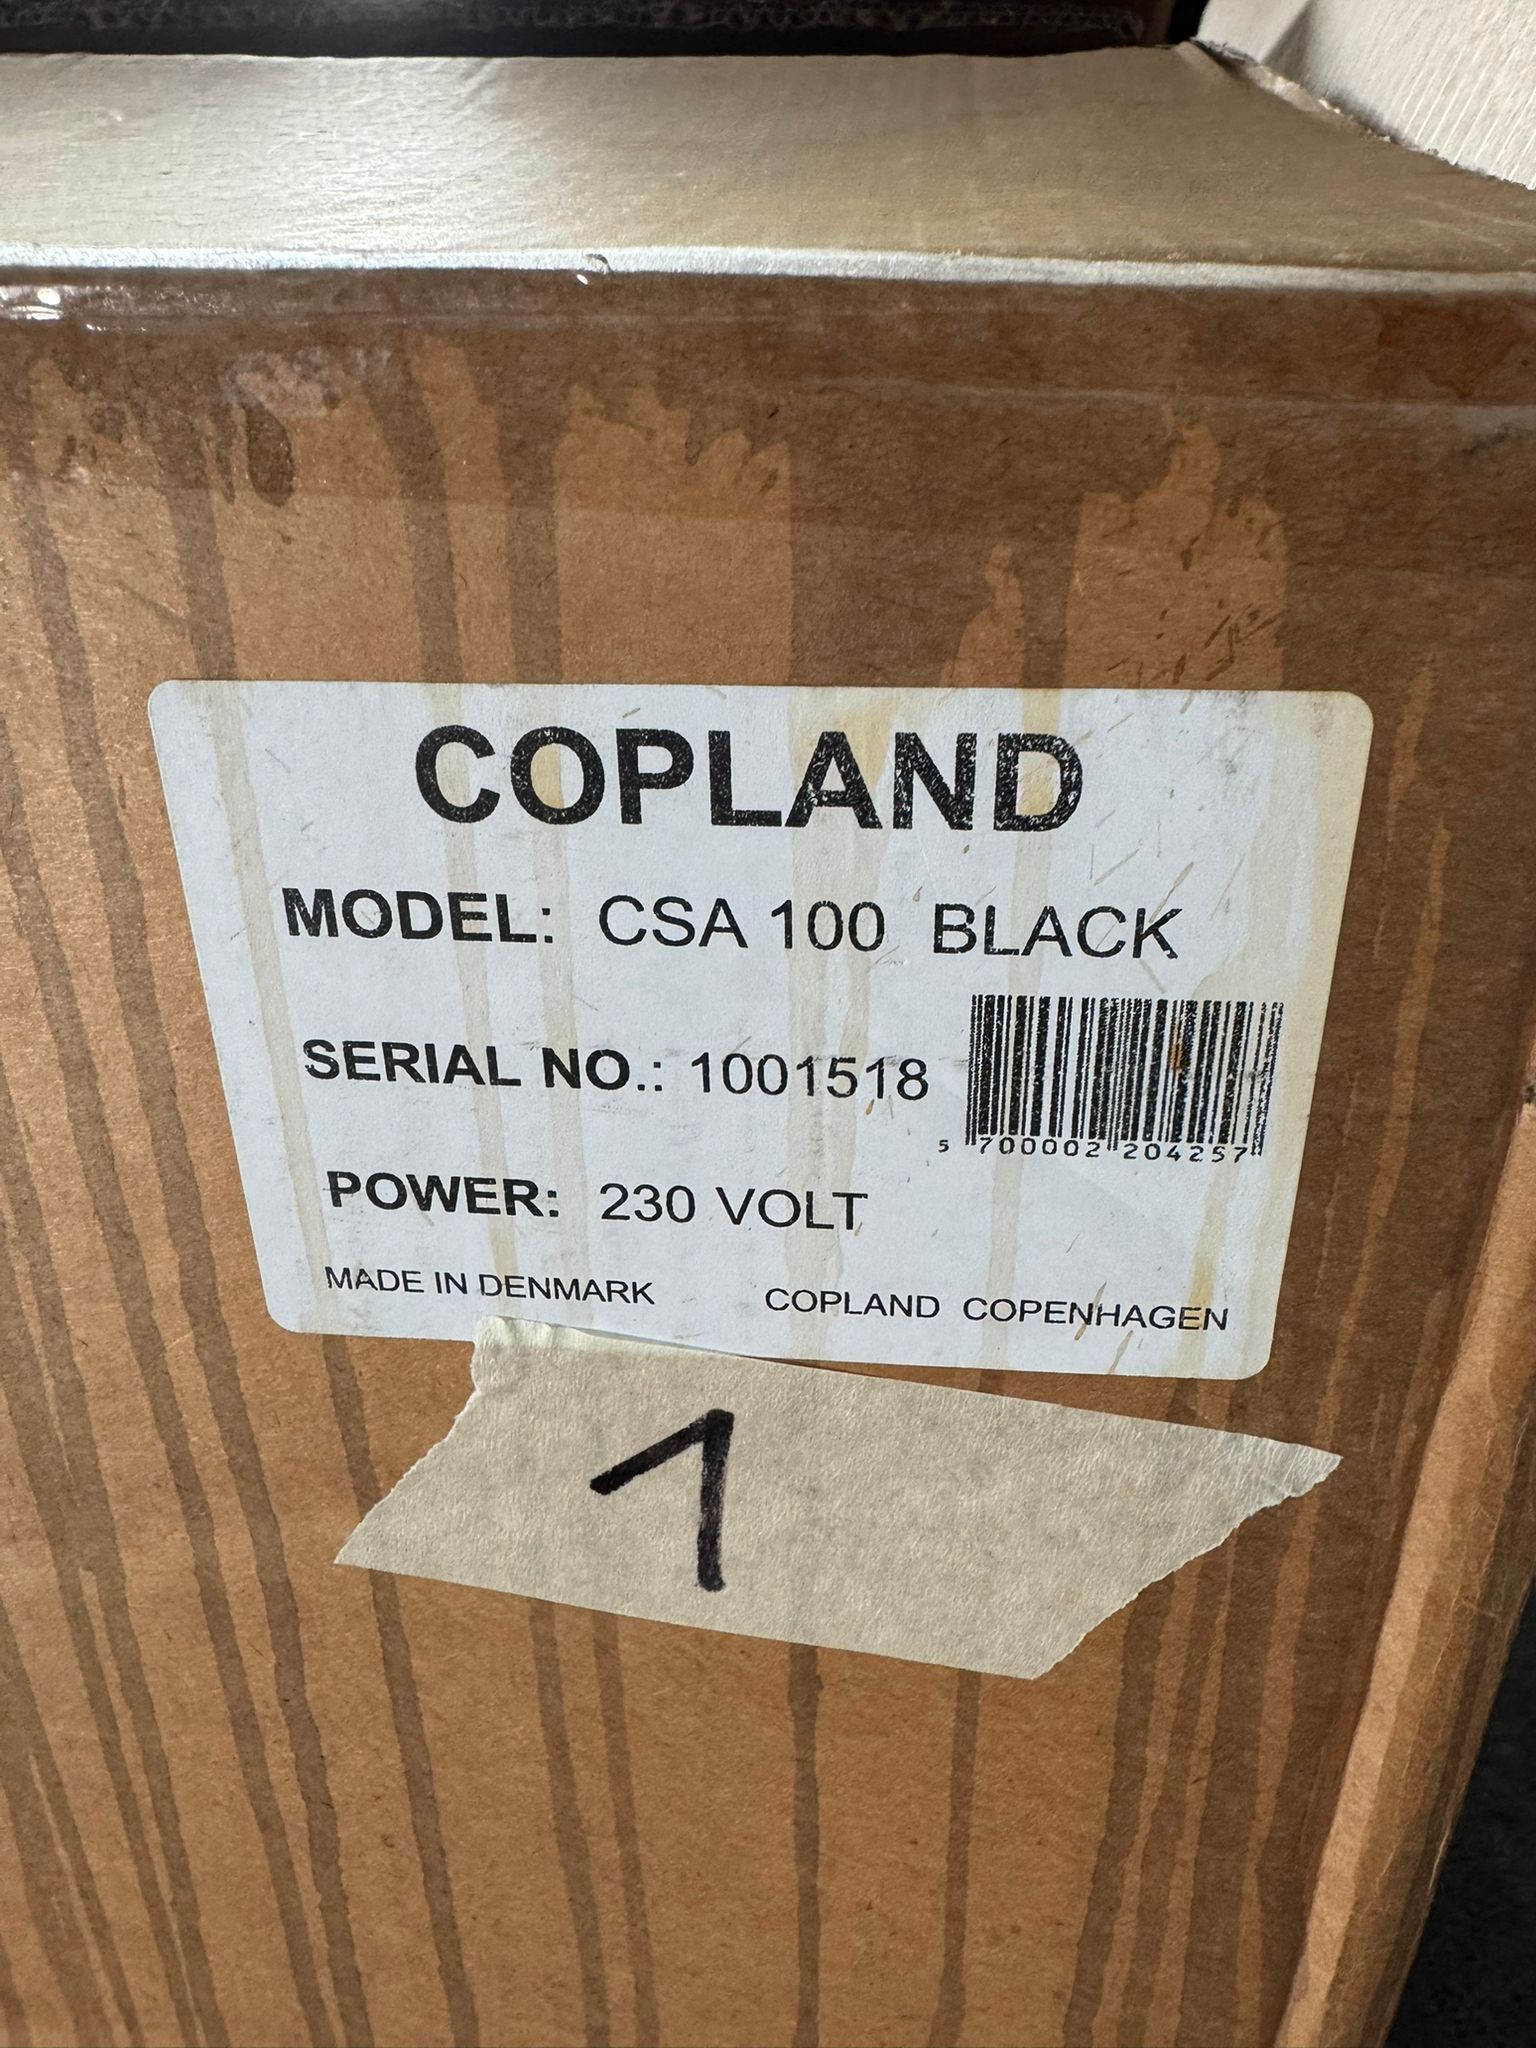 COPLAND
MODEL: CSA 100 BLACK
SERIAL NO.: 1001518
5 700002 204257
POWER: 230 VOLT
MADE IN DENMARK COPLAND COPENHAGEN
1